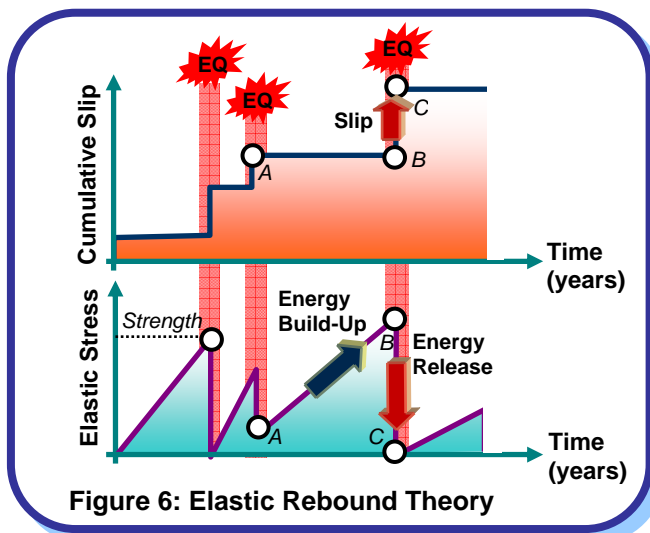 EQ
EQ
EQ
Cumulative Slip
Slip
A
B
C
Time
(years)
Elastic Stress
Strength
Energy
Build-Up
Energy
Release
A
B
C
Time
(years)
Figure 6: Elastic Rebound Theory